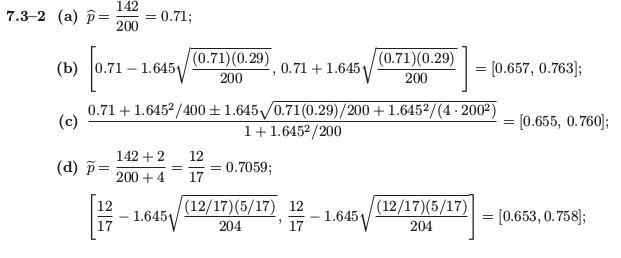 7.3–2 (a) p̂ = 142/200 = 0.71;
(b) [0.71 − 1.645√((0.71)(0.29)/200), 0.71 + 1.645√((0.71)(0.29)/200)] = [0.657, 0.763];
(c) (0.71 + 1.645²/400 ± 1.645√(0.71(0.29)/200 + 1.645²/(4 · 200²)))/(1 + 1.645²/200) = [0.655, 0.760];
(d) p̃ = (142 + 2)/(200 + 4) = 12/17 = 0.7059;
[12/17 − 1.645√((12/17)(5/17)/204), 12/17 − 1.645√((12/17)(5/17)/204)] = [0.653, 0.758];